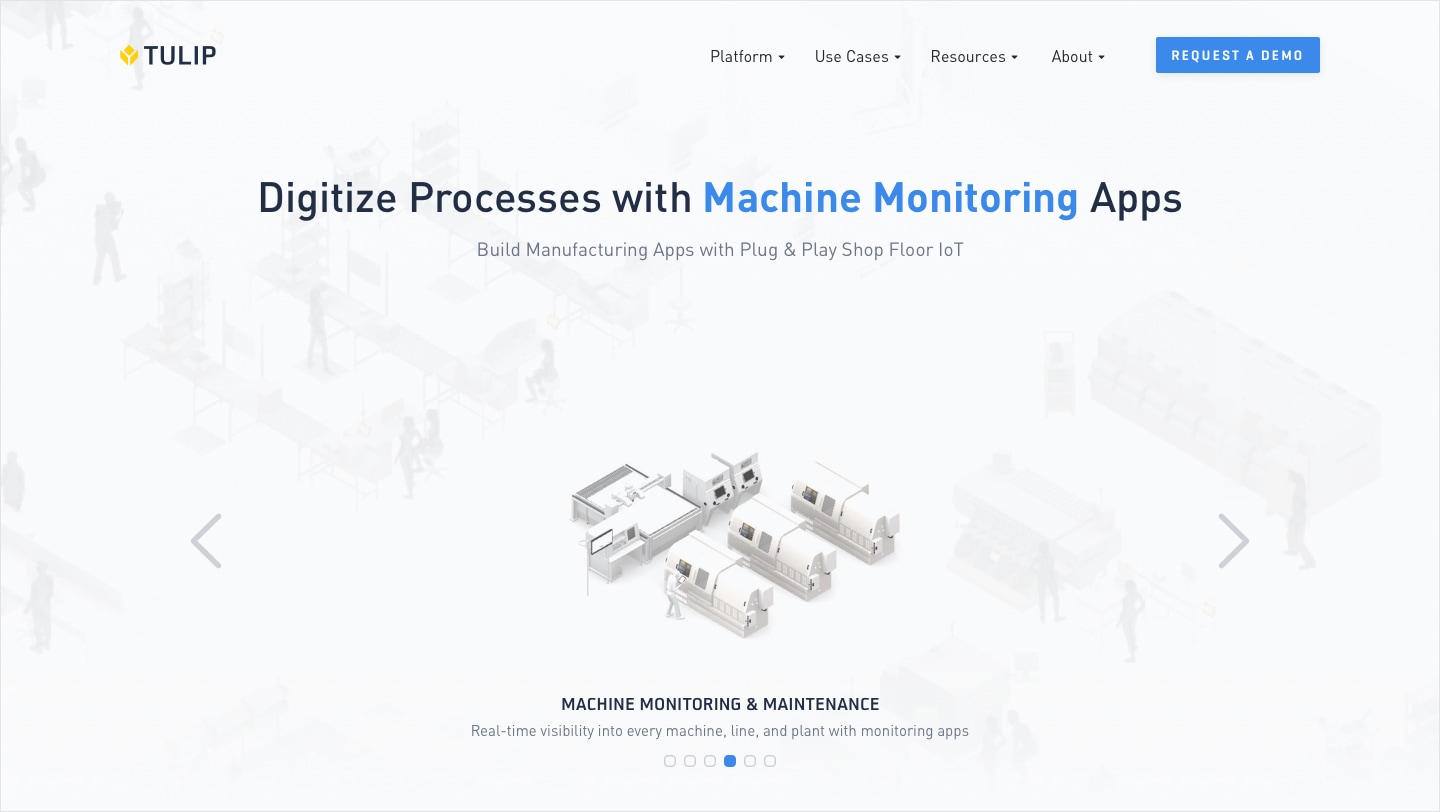 TULIP
Platform
Use Cases
Resources
About
REQUEST A DEMO
Digitize Processes with Machine Monitoring Apps
Build Manufacturing Apps with Plug & Play Shop Floor IoT
MACHINE MONITORING & MAINTENANCE
Real-time visibility into every machine, line, and plant with monitoring apps